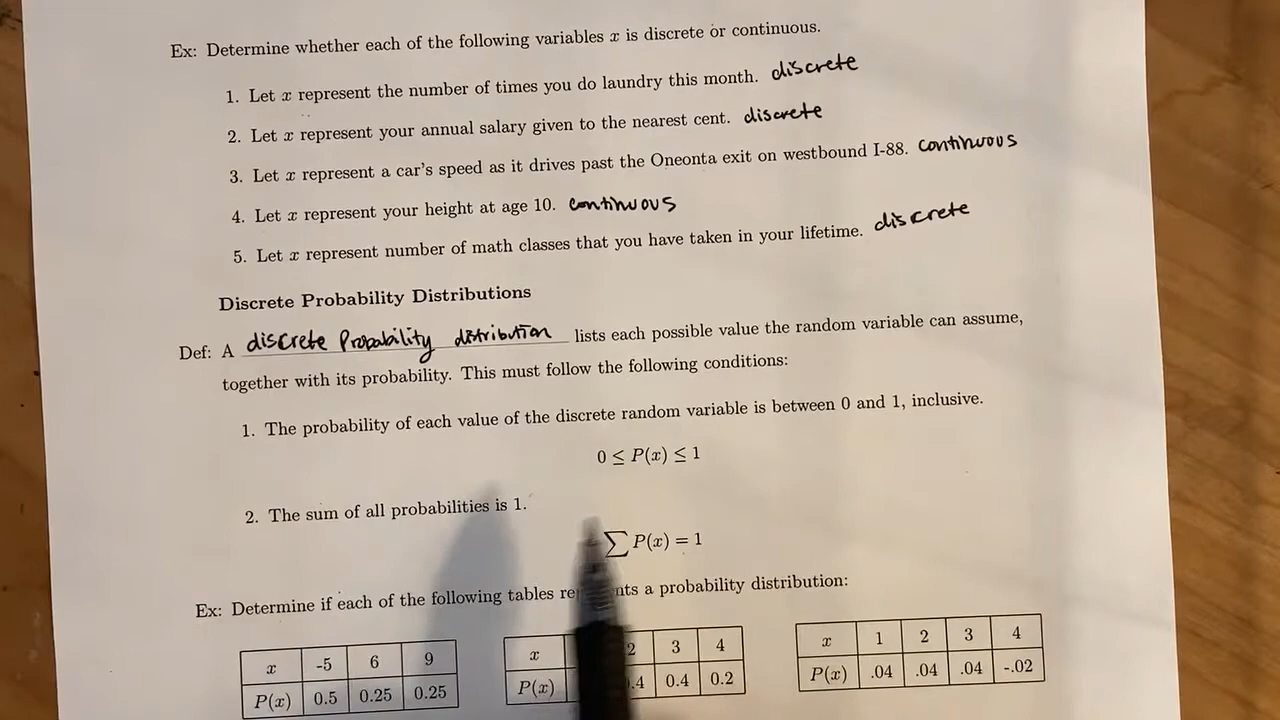 Ex: Determine whether each of the following variables x is discrete or continuous.
1. Let x represent the number of times you do laundry this month. discrete
2. Let x represent your annual salary given to the nearest cent. discrete
3. Let x represent a car's speed as it drives past the Oneonta exit on westbound I-88. continuous
4. Let x represent your height at age 10. continuous
5. Let x represent number of math classes that you have taken in your lifetime. discrete
Discrete Probability Distributions
Def: A discrete Probability distribution lists each possible value the random variable can assume,
together with its probability. This must follow the following conditions:
1. The probability of each value of the discrete random variable is between 0 and 1, inclusive.
0 ≤ P(x) ≤ 1
2. The sum of all probabilities is 1.
∑ P(x) = 1
Ex: Determine if each of the following tables a probability distribution:
x -5 6 9
P(x) 0.5 0.25 0.25
x 2 3 4
P(x) .4 0.4 0.2
x 1 2 3 4
P(x) .04 .04 .04 -.02